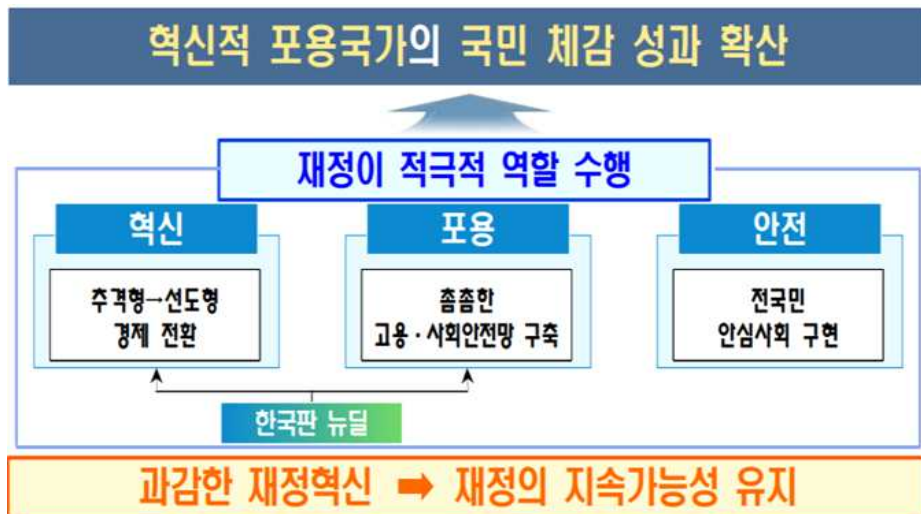 혁신적 포용국가의 국민 체감 성과 확산
재정이 적극적 역할 수행
혁신
추격형→선도형
경제 전환
포용
촘촘한
고용·사회안전망 구축
안전
전국민
안심사회 구현
한국판 뉴딜
과감한 재정혁신 ➡ 재정의 지속가능성 유지